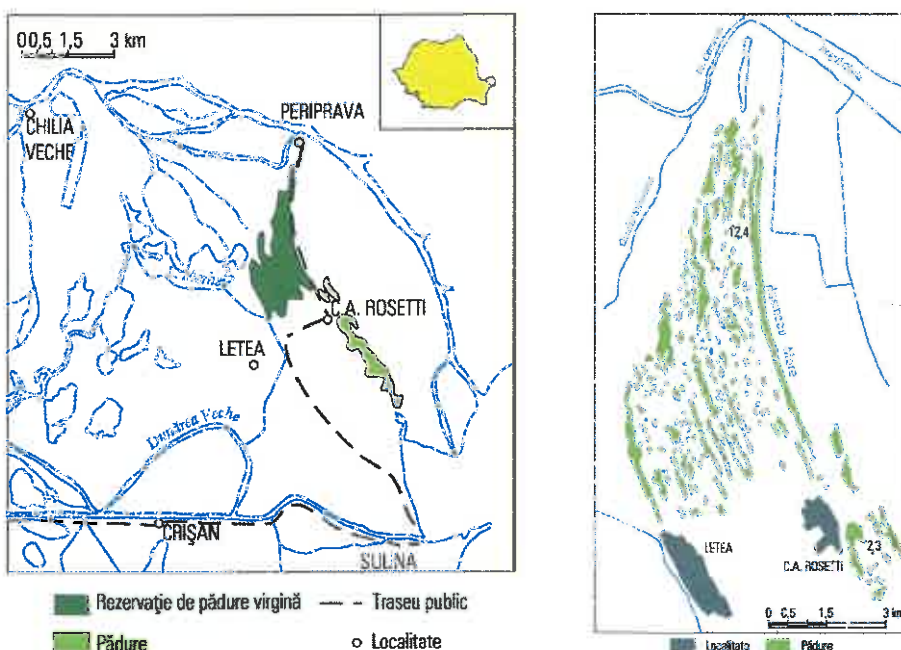 0 0,5 1,5 3 km
PERIPRAVA
CHILIA
VECHE
C.A. ROSETTI
LETEA
Dunărea Veche
CRIŞAN
SULINA
Rezervaţie de pădure virgină
Traseu public
Pădure
Localitate
12,4
Mare
LETEA
C.A. ROSETTI
2,3
0 0,5 1,5 3 km
Localitate
Pădure